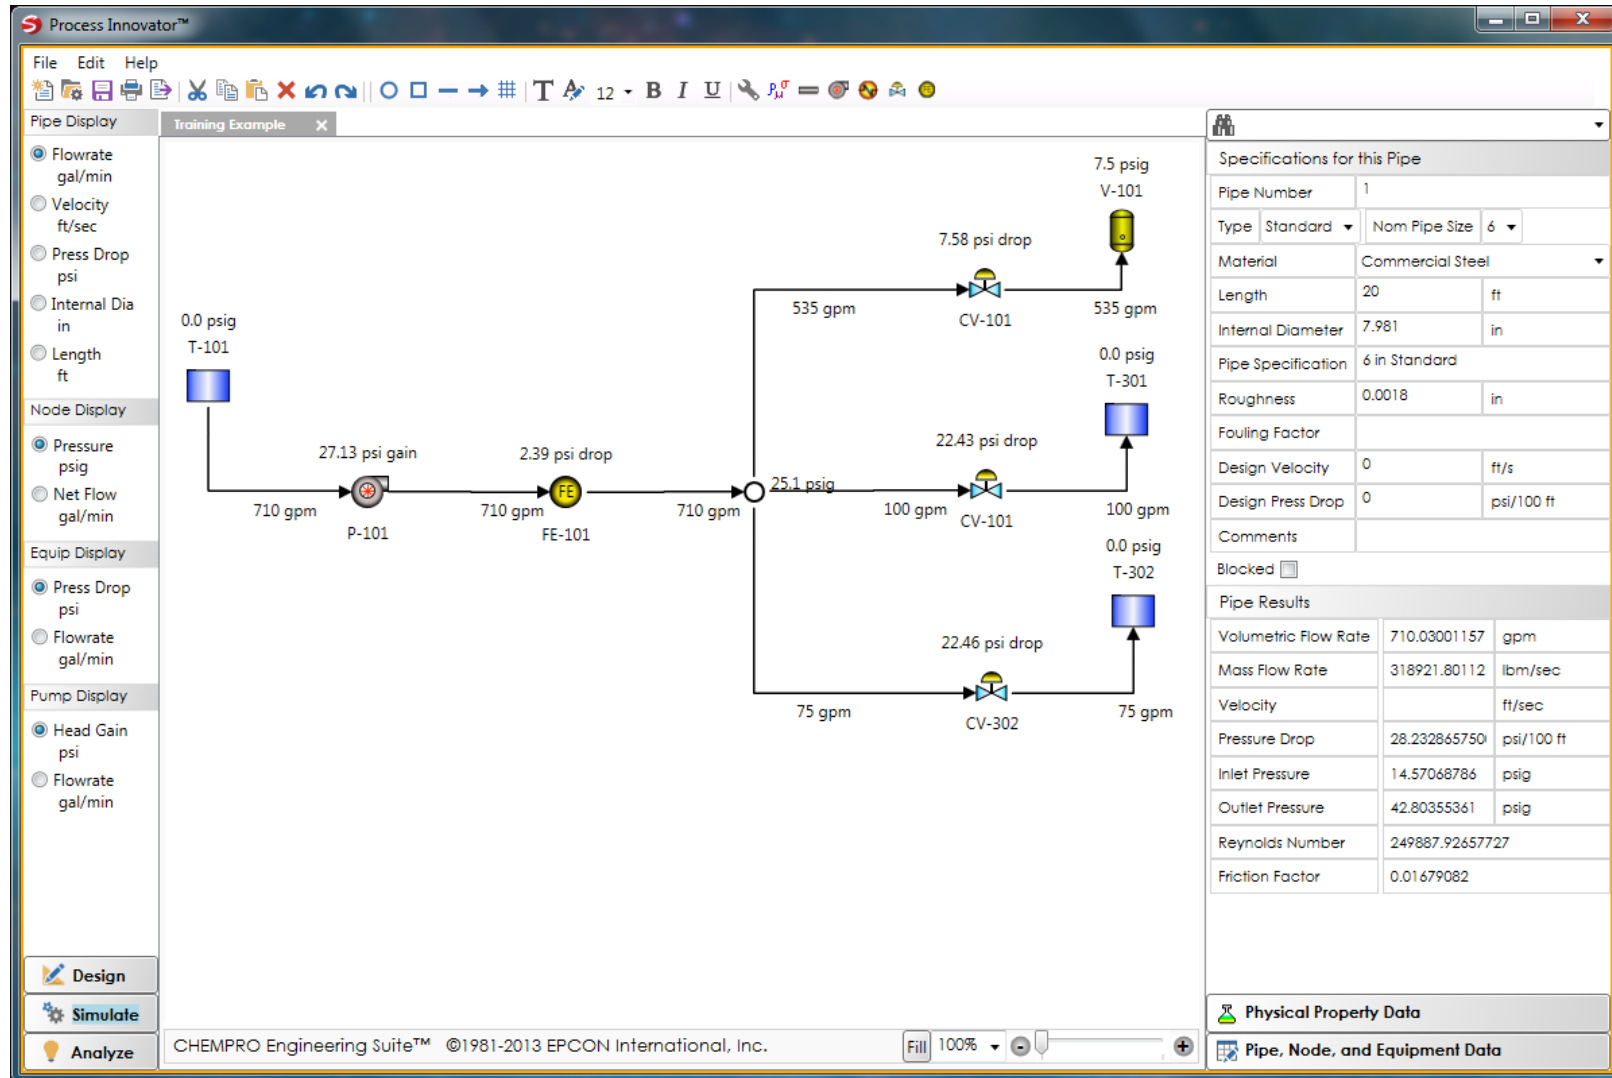 Process Innovator™
File Edit Help
12 B I U
Pipe Display
Flowrate
gal/min
Velocity
ft/sec
Press Drop
psi
Internal Dia
in
Length
ft
Node Display
Pressure
psig
Net Flow
gal/min
Equip Display
Press Drop
psi
Flowrate
gal/min
Pump Display
Head Gain
psi
Flowrate
gal/min
Design
Simulate
Analyze
Training Example X
7.5 psig
V-101
7.58 psi drop
535 gpm
CV-101
535 gpm
0.0 psig
T-101
0.0 psig
T-301
27.13 psi gain
2.39 psi drop
22.43 psi drop
FE
25.1 psig
710 gpm
710 gpm
710 gpm
100 gpm
100 gpm
P-101
FE-101
CV-101
0.0 psig
T-302
22.46 psi drop
75 gpm
CV-302
75 gpm
CHEMPRO Engineering Suite™ ©1981-2013 EPCON International, Inc.
Fill 100%
Specifications for this Pipe
Pipe Number 1
Type Standard Nom Pipe Size 6
Material Commercial Steel
Length 20 ft
Internal Diameter 7.981 in
Pipe Specification 6 in Standard
Roughness 0.0018 in
Fouling Factor
Design Velocity 0 ft/s
Design Press Drop 0 psi/100 ft
Comments
Blocked
Pipe Results
Volumetric Flow Rate 710.03001157 gpm
Mass Flow Rate 318921.80112 lbm/sec
Velocity ft/sec
Pressure Drop 28.232865750 psi/100 ft
Inlet Pressure 14.57068786 psig
Outlet Pressure 42.80355361 psig
Reynolds Number 249887.92657727
Friction Factor 0.01679082
Physical Property Data
Pipe, Node, and Equipment Data